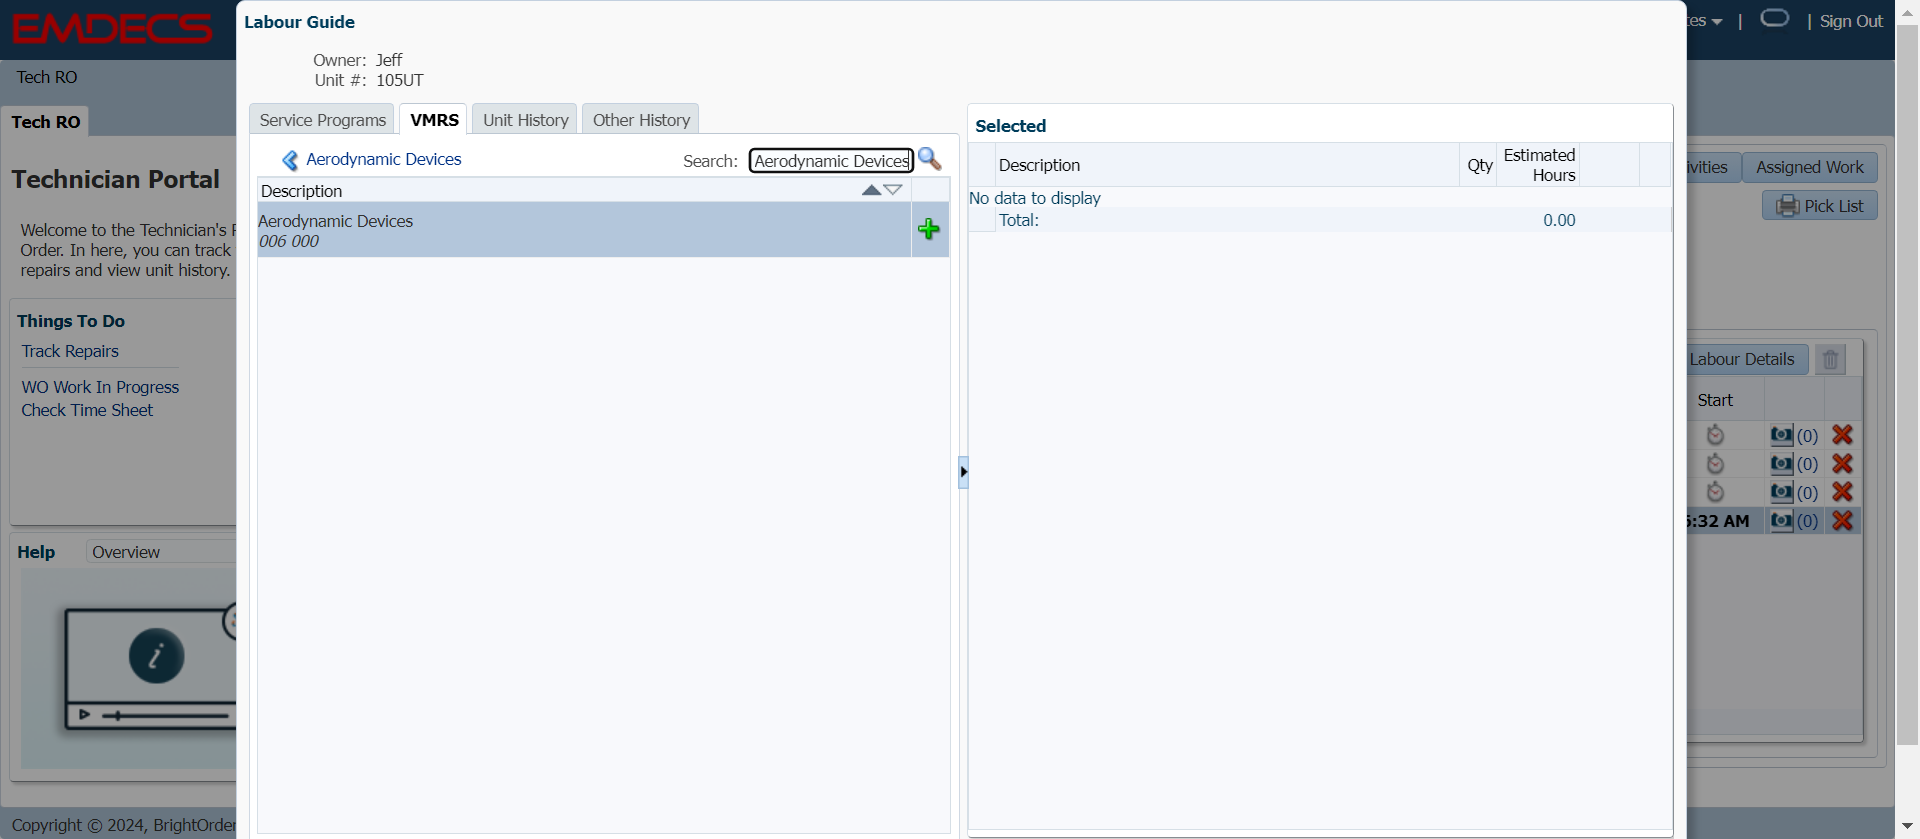 EMDECS
Tech RO
Tech RO
Technician Portal
Welcome to the Technician's
Order. In here, you can track
repairs and view unit history.
Things To Do
Track Repairs
WO Work In Progress
Check Time Sheet
Help
Overview
Copyright © 2024, BrightOrder
Labour Guide
Owner: Jeff
Unit #: 105UT
Service Programs
VMRS
Unit History
Other History
Aerodynamic Devices
Search: Aerodynamic Devices
Description
Aerodynamic Devices
006 000
Selected
Description
Qty
Estimated
Hours
No data to display
Total: 0.00
| | Sign Out
Assigned Work
Pick List
Labour Details
Start
(0)
(0)
(0)
:32 AM (0)